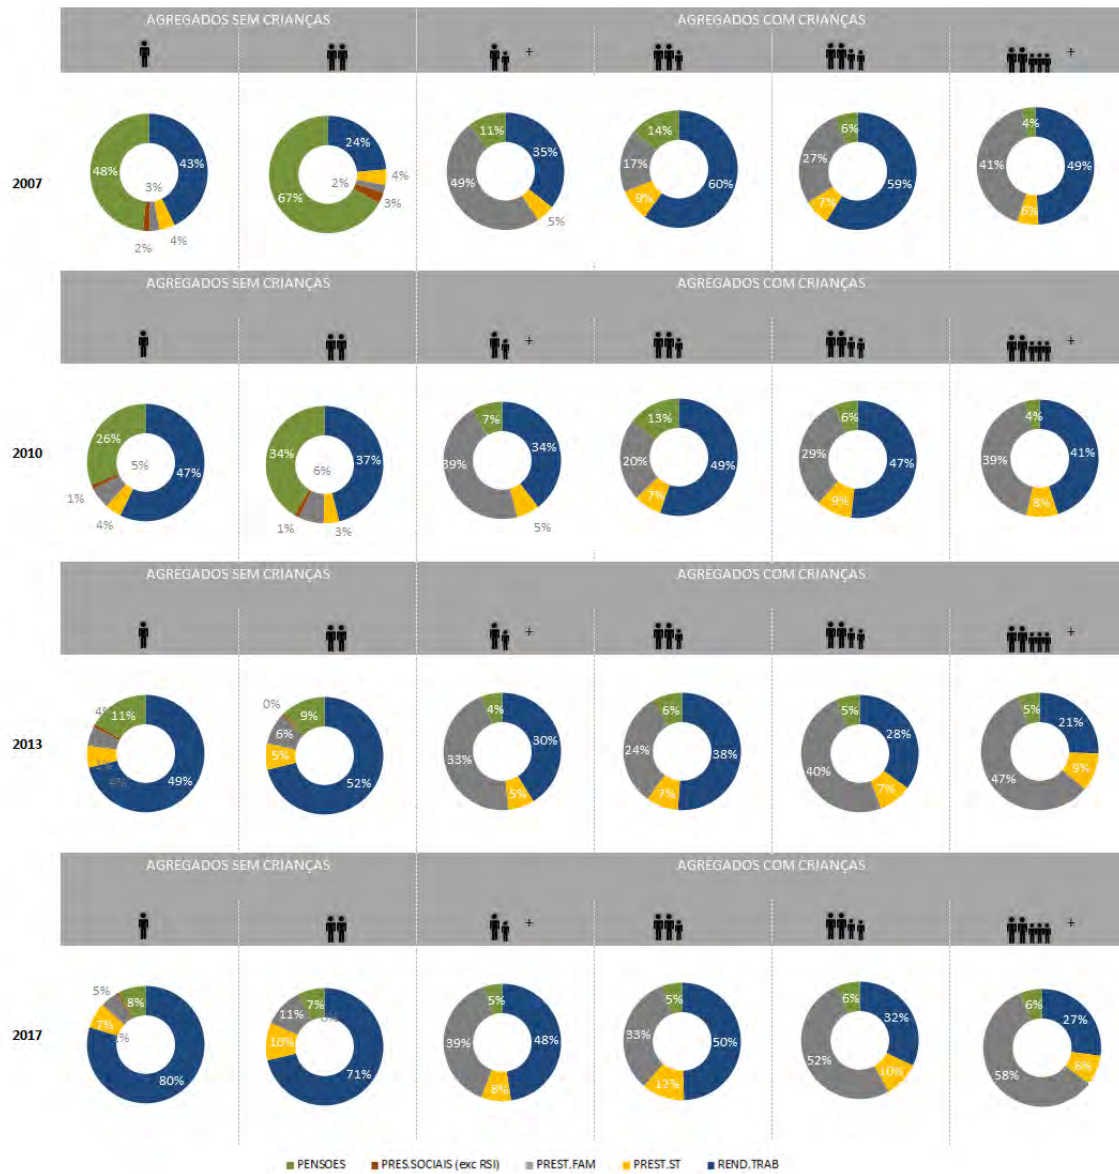 AGREGADOS SEM CRIANÇAS AGREGADOS COM CRIANÇAS
+ +
2007
48% 43% 3% 2% 4%
24% 4% 2% 3% 67%
11% 35% 49% 5%
14% 17% 60% 9%
6% 27% 59% 7%
4% 41% 49% 6%
AGREGADOS SEM CRIANÇAS AGREGADOS COM CRIANÇAS
+ +
2010
26% 5% 47% 1% 4%
34% 6% 37% 1% 3%
7% 34% 39% 5%
13% 20% 49% 7%
6% 29% 47% 9%
4% 41% 39% 8%
AGREGADOS SEM CRIANÇAS AGREGADOS COM CRIANÇAS
+ +
2013
11% 49%
0% 9% 6% 5% 52%
4% 30% 33% 5%
6% 24% 38% 7%
5% 28% 40% 7%
5% 21% 47% 9%
AGREGADOS SEM CRIANÇAS AGREGADOS COM CRIANÇAS
+ +
2017
5% 8% 7% 80%
7% 11% 10% 71%
5% 48% 39% 8%
5% 33% 50% 12%
6% 32% 52% 10%
6% 27% 58% 8%
PENSOES PRES.SOCIAIS (exc RSI) PREST.FAM PREST.ST REND.TRAB